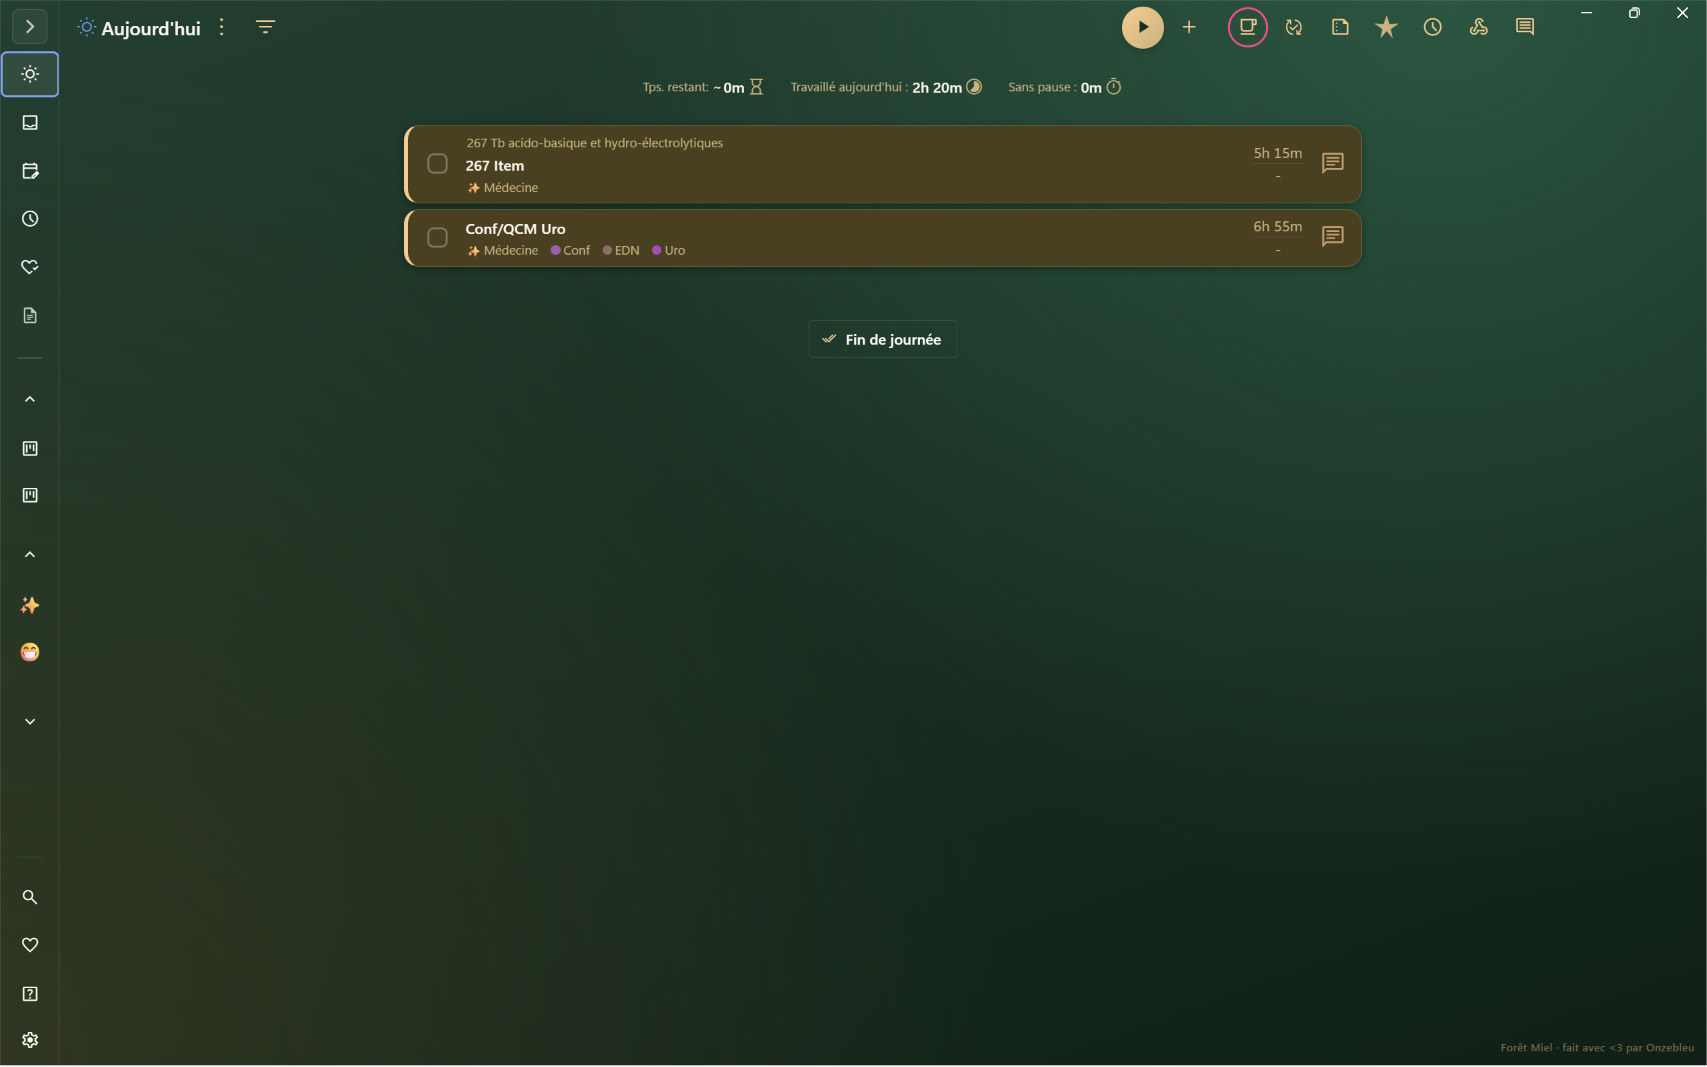 Aujourd'hui
Tps. restant: ~ 0m Travaillé aujourd'hui : 2h 20m Sans pause : 0m
267 Tb acido-basique et hydro-électrolytiques
267 Item
✨ Médecine
5h 15m
-
Conf/QCM Uro
✨ Médecine Conf EDN Uro
6h 55m
-
Fin de journée
Forêt Miel · fait avec <3 par Onzebleu